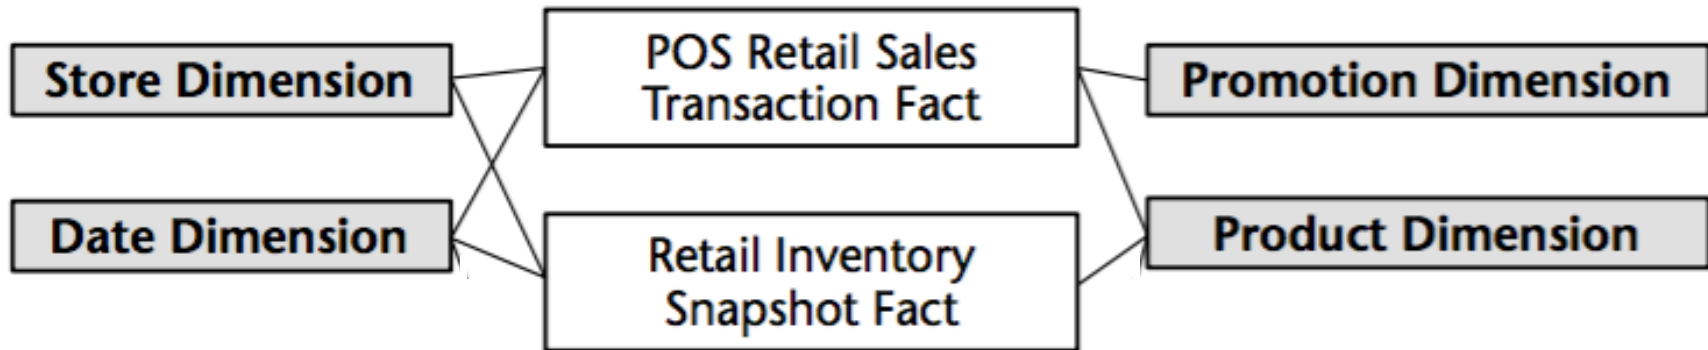 Store Dimension
POS Retail Sales
Transaction Fact
Promotion Dimension
Date Dimension
Retail Inventory
Snapshot Fact
Product Dimension